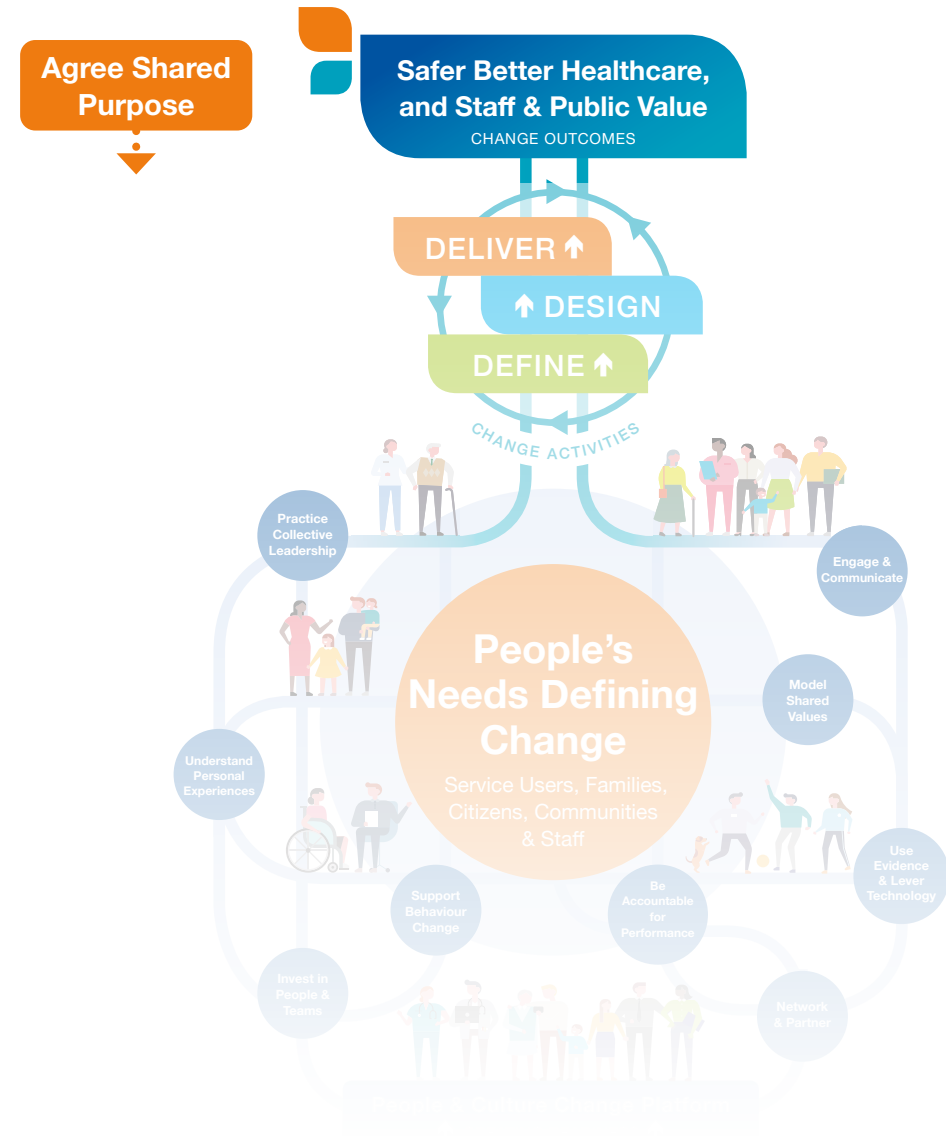 Agree Shared
Purpose
Safer Better Healthcare,
and Staff & Public Value
CHANGE OUTCOMES
DELIVER
DESIGN
DEFINE
CHANGE ACTIVITIES
Practice
Collective
Leadership
Engage &
Communicate
People's
Needs Defining
Change
Service Users, Families,
Citizens, Communities
& Staff
Model
Shared
Values
Understand
Personal
Experiences
Use
Evidence
& Lever
Technology
Support
Behaviour
Change
Be
Accountable
for
Performance
Invest in
People &
Teams
Network
& Partner